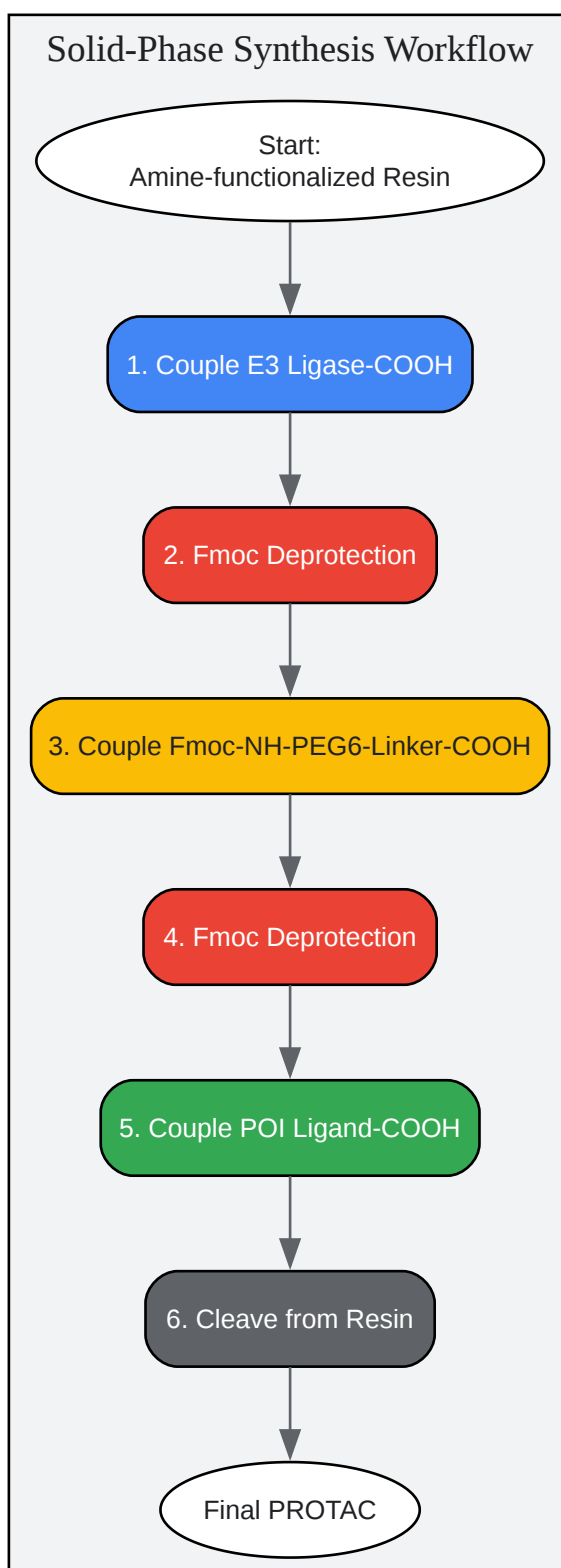 Solid-Phase Synthesis Workflow
Start:
Amine-functionalized Resin
1. Couple E3 Ligase-COOH
2. Fmoc Deprotection
3. Couple Fmoc-NH-PEG6-Linker-COOH
4. Fmoc Deprotection
5. Couple POI Ligand-COOH
6. Cleave from Resin
Final PROTAC